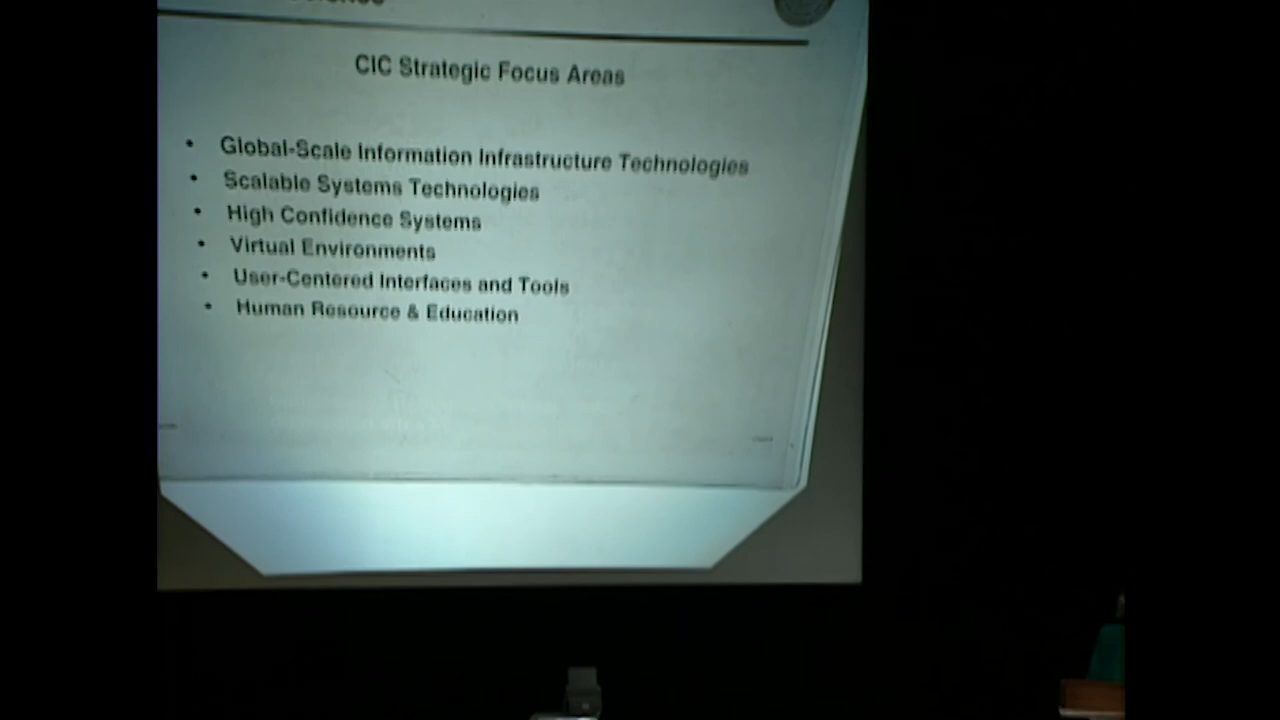 CIC Strategic Focus Areas
• Global-Scale Information Infrastructure Technologies
• Scalable Systems Technologies
• High Confidence Systems
• Virtual Environments
• User-Centered Interfaces and Tools
• Human Resource & Education